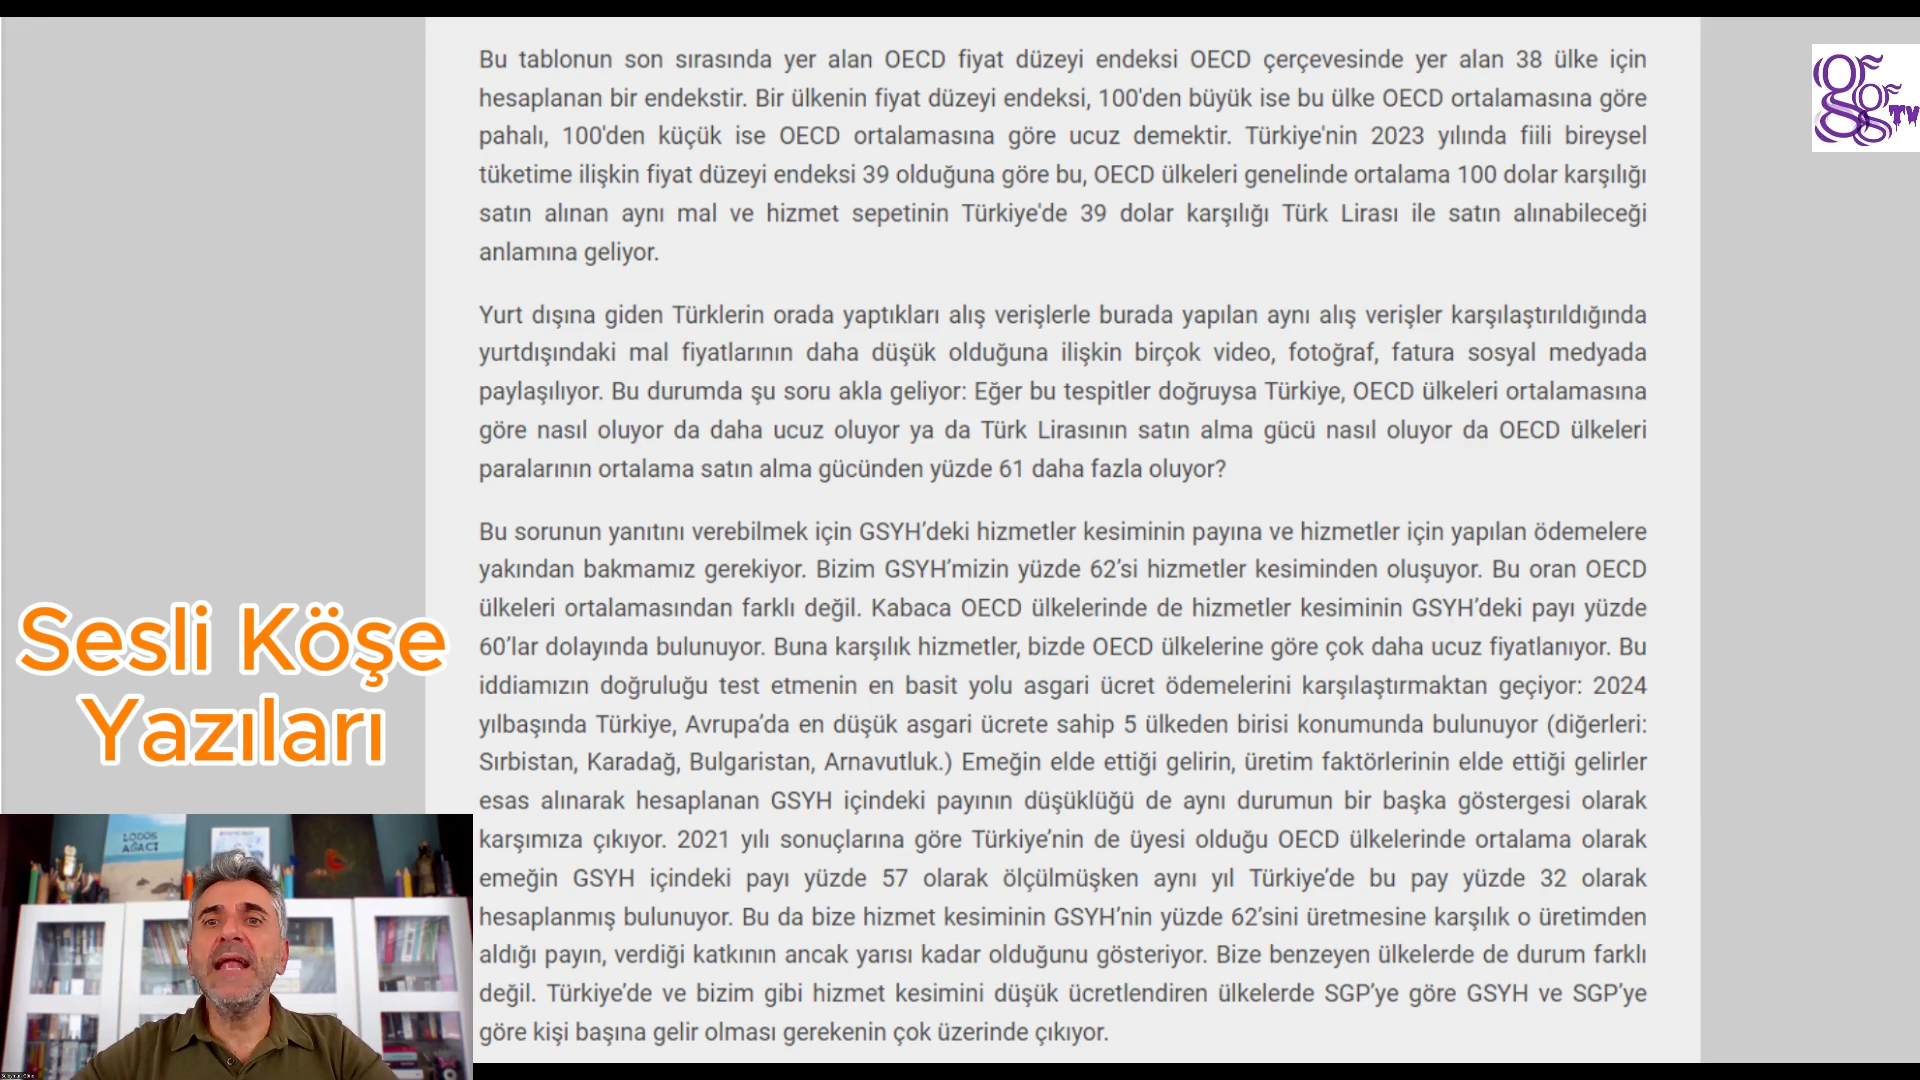 Bu tablonun son sırasında yer alan OECD fiyat düzeyi endeksi OECD çerçevesinde yer alan 38 ülke için
hesaplanan bir endekstir. Bir ülkenin fiyat düzeyi endeksi, 100'den büyük ise bu ülke OECD ortalamasına göre
pahalı, 100'den küçük ise OECD ortalamasına göre ucuz demektir. Türkiye'nin 2023 yılında fiili bireysel
tüketime ilişkin fiyat düzeyi endeksi 39 olduğuna göre bu, OECD ülkeleri genelinde ortalama 100 dolar karşılığı
satın alınan aynı mal ve hizmet sepetinin Türkiye'de 39 dolar karşılığı Türk Lirası ile satın alınabileceği
anlamına geliyor.
Yurt dışına giden Türklerin orada yaptıkları alış verişlerle burada yapılan aynı alış verişler karşılaştırıldığında
yurtdışındaki mal fiyatlarının daha düşük olduğuna ilişkin birçok video, fotoğraf, fatura sosyal medyada
paylaşılıyor. Bu durumda şu soru akla geliyor: Eğer bu tespitler doğruysa Türkiye, OECD ülkeleri ortalamasına
göre nasıl oluyor da daha ucuz oluyor ya da Türk Lirasının satın alma gücü nasıl oluyor da OECD ülkeleri
paralarının ortalama satın alma gücünden yüzde 61 daha fazla oluyor?
Bu sorunun yanıtını verebilmek için GSYH’deki hizmetler kesiminin payına ve hizmetler için yapılan ödemelere
yakından bakmamız gerekiyor. Bizim GSYH’mizin yüzde 62’si hizmetler kesiminden oluşuyor. Bu oran OECD
ülkeleri ortalamasından farklı değil. Kabaca OECD ülkelerinde de hizmetler kesiminin GSYH’deki payı yüzde
60’lar dolayında bulunuyor. Buna karşılık hizmetler, bizde OECD ülkelerine göre çok daha ucuz fiyatlanıyor. Bu
iddiamızın doğruluğu test etmenin en basit yolu asgari ücret ödemelerini karşılaştırmaktan geçiyor: 2024
yılbaşında Türkiye, Avrupa’da en düşük asgari ücrete sahip 5 ülkeden birisi konumunda bulunuyor (diğerleri:
Sırbistan, Karadağ, Bulgaristan, Arnavutluk.) Emeğin elde ettiği gelirin, üretim faktörlerinin elde ettiği gelirler
esas alınarak hesaplanan GSYH içindeki payının düşüklüğü de aynı durumun bir başka göstergesi olarak
karşımıza çıkıyor. 2021 yılı sonuçlarına göre Türkiye’nin de üyesi olduğu OECD ülkelerinde ortalama olarak
emeğin GSYH içindeki payı yüzde 57 olarak ölçülmüşken aynı yıl Türkiye’de bu pay yüzde 32 olarak
hesaplanmış bulunuyor. Bu da bize hizmet kesiminin GSYH’nin yüzde 62’sini üretmesine karşılık o üretimden
aldığı payın, verdiği katkının ancak yarısı kadar olduğunu gösteriyor. Bize benzeyen ülkelerde de durum farklı
değil. Türkiye’de ve bizim gibi hizmet kesimini düşük ücretlendiren ülkelerde SGP’ye göre GSYH ve SGP’ye
göre kişi başına gelir olması gerekenin çok üzerinde çıkıyor.
Sesli Köşe
Yazıları
TV
LODOS
AĞACI